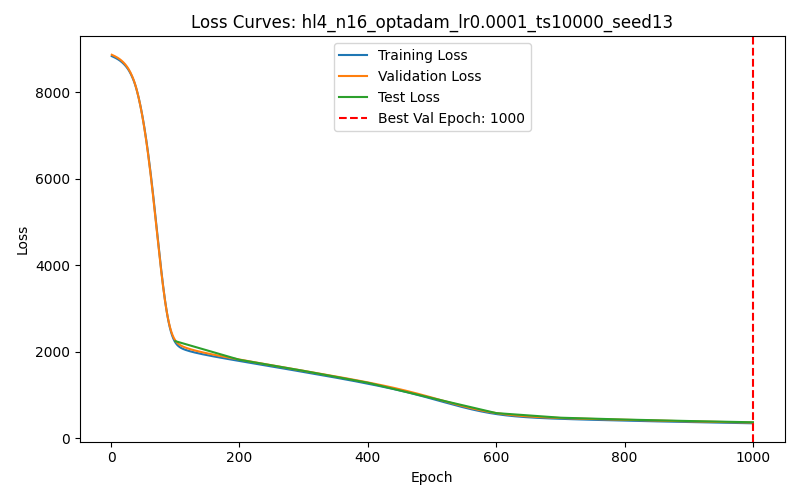 Loss Curves: hl4_n16_optadam_lr0.0001_ts10000_seed13
Training Loss
Validation Loss
Test Loss
Best Val Epoch: 1000
Loss
8000
6000
4000
2000
0
0 200 400 600 800 1000
Epoch